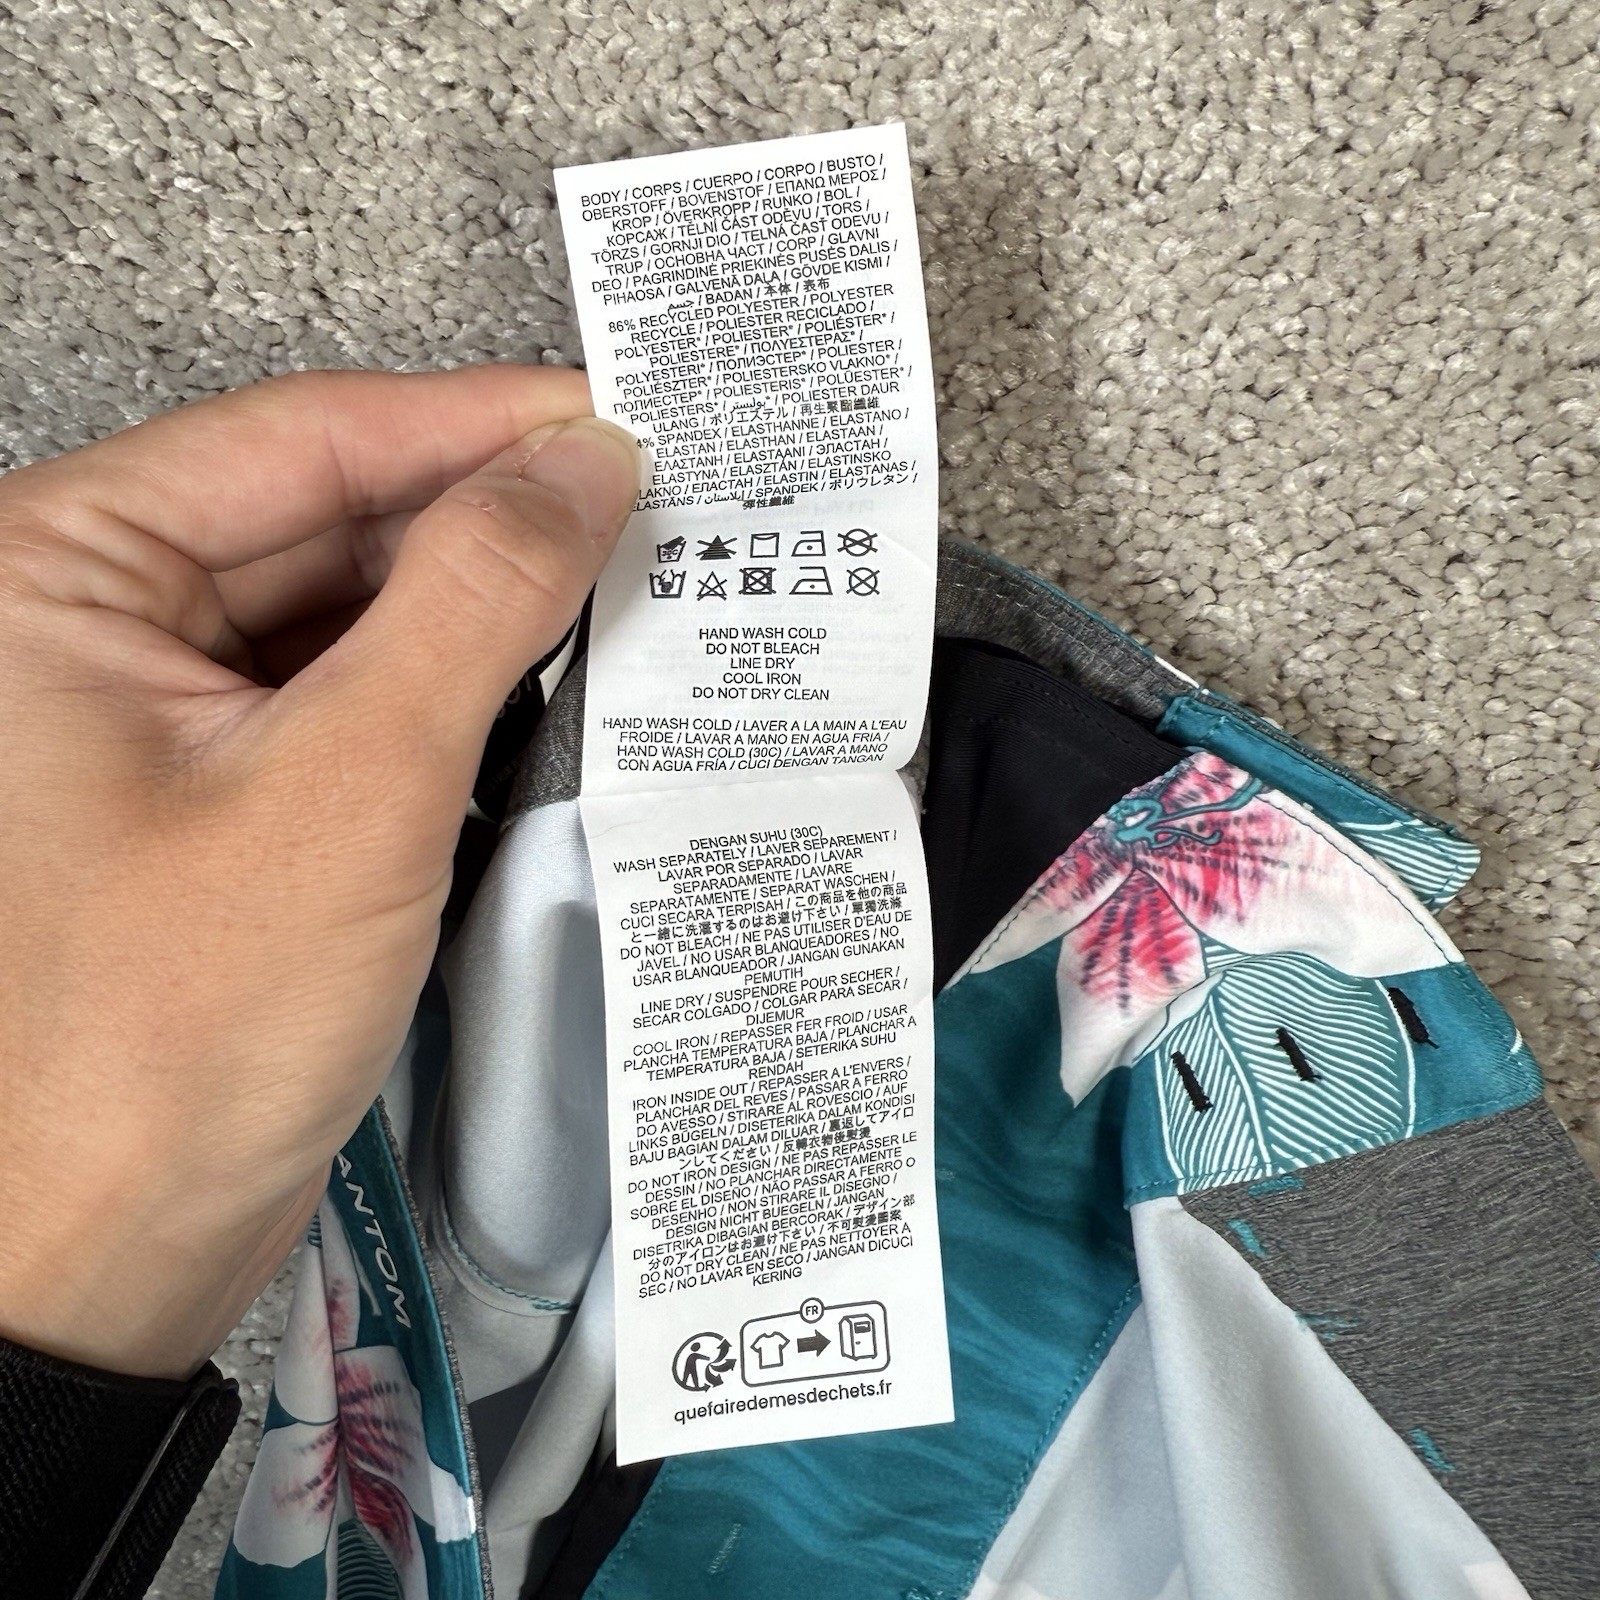 BODY / CORPS / CUERPO / CORPO / BUSTO /
OBERSTOFF / BOVENSTOF / ΕΠΑΝΩ ΜΕΡΟΣ /
KROP / ÖVERKROPP / RUNKO / BOL /
КОРСАЖ / TĚLNÍ ČÁST ODĚVU / TORS /
TÖRZS / GORNJI DIO / TELNÁ ČASŤ ODEVU /
TRUP / ОСНОВНА ЧАСТ / CORP / GLAVNI
DEO / PAGRINDINĖ PRIEKINĖS PUSĖS DALIS /
PIHAOSA / GALVENĀ DAĻA / GÖVDE KISMI /
جسم / BADAN / 本体 / 表布
86% RECYCLED POLYESTER / POLYESTER
RECYCLE / POLIESTER RECICLADO /
POLYESTER* / POLIESTER* / POLIÉSTER* /
POLIESTERE* / ΠΟΛΥΕΣΤΕΡΑΣ* /
POLYESTERI* / ПОЛИЭСТЕР* / POLIESTER /
POLIÉSZTER* / POLIESTERSKO VLAKNO* /
ПОЛИЕСТЕР* / POLIESTERIS* / POLÜESTER* /
POLIESTERS* / بوليستر* / POLIESTER DAUR
ULANG / ポリエステル / 再生聚酯纖維
4% SPANDEX / ELASTHANNE / ELASTANO /
ELASTAN / ELASTHAN / ELASTAAN /
ΕΛΑΣΤΑΝΗ / ELASTAANI / ЭЛАСТАН /
ELASTYNA / ELASZTÁN / ELASTINSKO
LAKNO / ЕЛАСТАН / ELASTIN / ELASTANAS /
ELASTĀNS / إيلاستان / SPANDEK / ポリウレタン /
彈性纖維
30C
HAND WASH COLD
DO NOT BLEACH
LINE DRY
COOL IRON
DO NOT DRY CLEAN
HAND WASH COLD / LAVER A LA MAIN A L'EAU
FROIDE / LAVAR A MANO EN AGUA FRIA /
HAND WASH COLD (30C) / LAVAR A MANO
CON AGUA FRÍA / CUCI DENGAN TANGAN
DENGAN SUHU (30C)
WASH SEPARATELY / LAVER SEPAREMENT /
LAVAR POR SEPARADO / LAVAR
SEPARADAMENTE / LAVARE
SEPARATAMENTE / SEPARAT WASCHEN /
CUCI SECARA TERPISAH / この商品を他の商品
と一緒に洗濯するのはお避け下さい / 單獨洗滌
DO NOT BLEACH / NE PAS UTILISER D'EAU DE
JAVEL / NO USAR BLANQUEADORES / NO
USAR BLANQUEADOR / JANGAN GUNAKAN
PEMUTIH
LINE DRY / SUSPENDRE POUR SECHER /
SECAR COLGADO / COLGAR PARA SECAR /
DIJEMUR
COOL IRON / REPASSER FER FROID / USAR
PLANCHA TEMPERATURA BAJA / PLANCHAR A
TEMPERATURA BAJA / SETERIKA SUHU
RENDAH
IRON INSIDE OUT / REPASSER A L'ENVERS /
PLANCHAR DEL REVES / PASSAR A FERRO
DO AVESSO / STIRARE AL ROVESCIO / AUF
LINKS BÜGELN / DISETERIKA DALAM KONDISI
BAJU BAGIAN DALAM DILUAR / 裏返してアイロ
ンしてください / 反轉衣物後熨燙
DO NOT IRON DESIGN / NE PAS REPASSER LE
DESSIN / NO PLANCHAR DIRECTAMENTE
SOBRE EL DISEÑO / NÃO PASSAR A FERRO O
DESENHO / NON STIRARE IL DISEGNO /
DESIGN NICHT BUEGELN / JANGAN
DISETRIKA DIBAGIAN BERCORAK / デザイン部
分のアイロンはお避け下さい / 不可熨燙圖案
DO NOT DRY CLEAN / NE PAS NETTOYER A
SEC / NO LAVAR EN SECO / JANGAN DICUCI
KERING
FR
quefairedemesdechets.fr
ANTOM